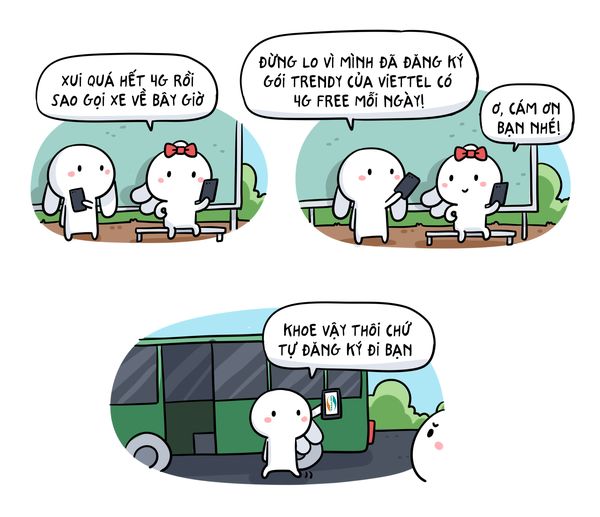 XUI QUÁ HẾT 4G RỒI
SAO GỌI XE VỀ BÂY GIỜ
ĐỪNG LO VÌ MÌNH ĐÃ ĐĂNG KÝ
GÓI TRENDY CỦA VIETTEL CÓ
4G FREE MỖI NGÀY!
Ơ, CÁM ƠN
BẠN NHÉ!
KHOE VẬY THÔI CHỨ
TỰ ĐĂNG KÝ ĐI BẠN